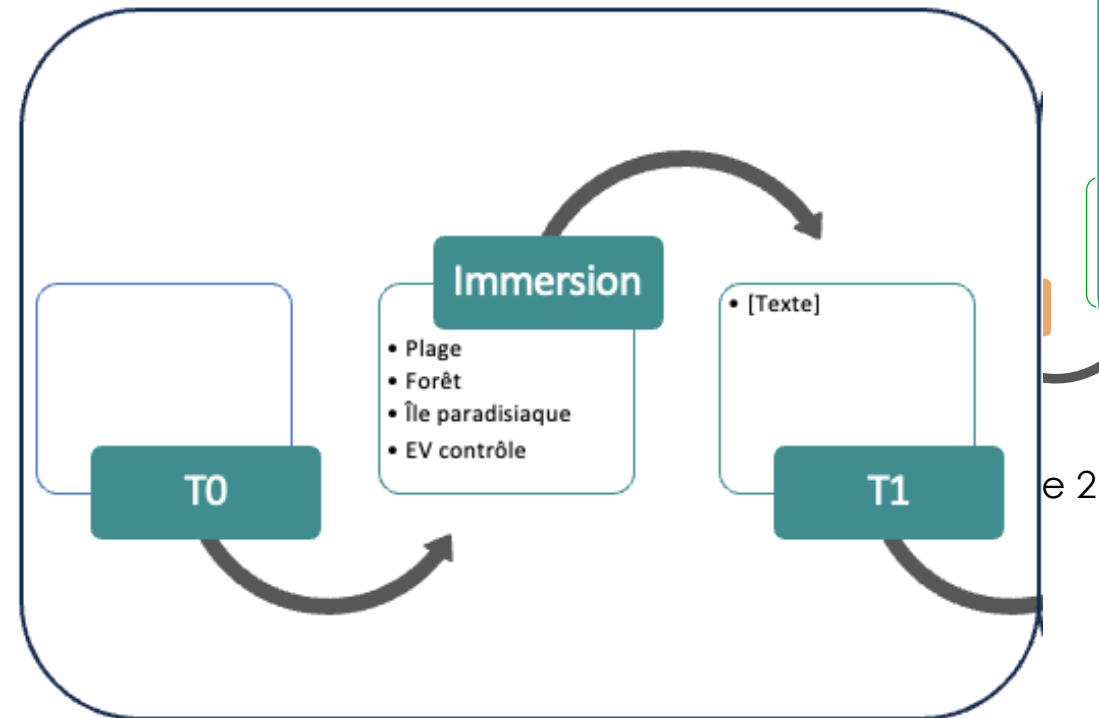 Immersion
• Plage
• Forêt
• Île paradisiaque
• EV contrôle
• [Texte]
T0
T1
e 2